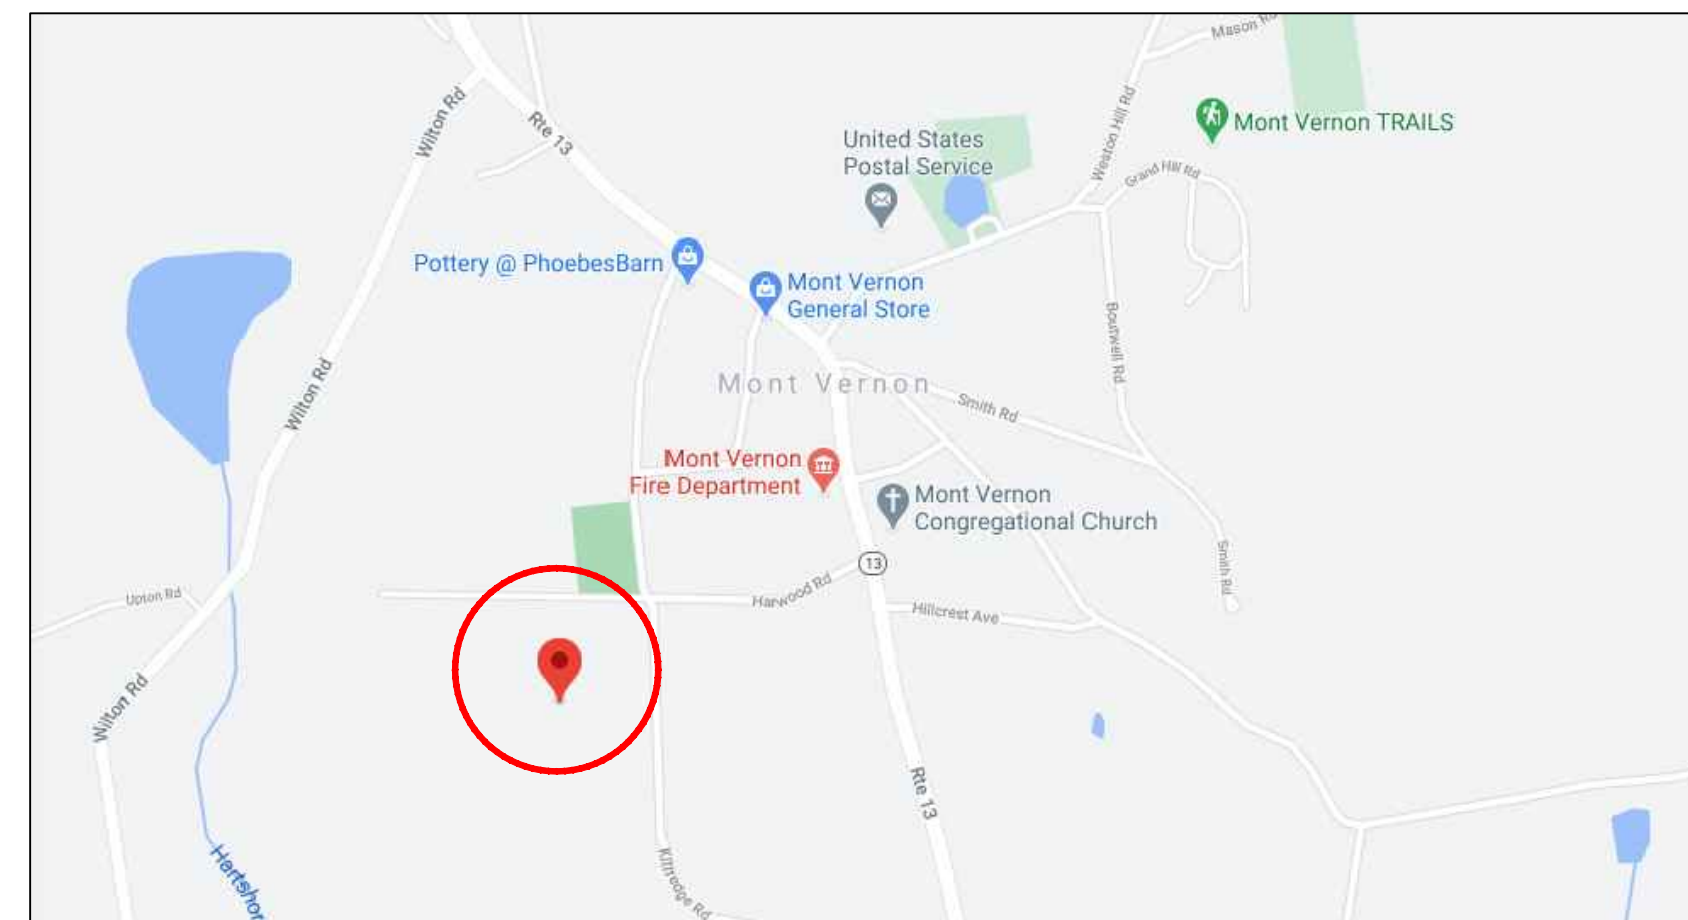 Mason Rd
Wilton Rd
Rte 13
United States
Postal Service
Weston Hill Rd
Mont Vernon TRAILS
Grand Hill Rd
Pottery @ PhoebesBarn
Mont Vernon
General Store
Boutwell Rd
Wilton Rd
Mont Vernon
Smith Rd
Mont Vernon
Fire Department
Mont Vernon
Congregational Church
13
Smith Rd
Upton Rd
Harwood Rd
Hillcrest Ave
Wilton Rd
Rte 13
Kittredge Rd
Hartshor